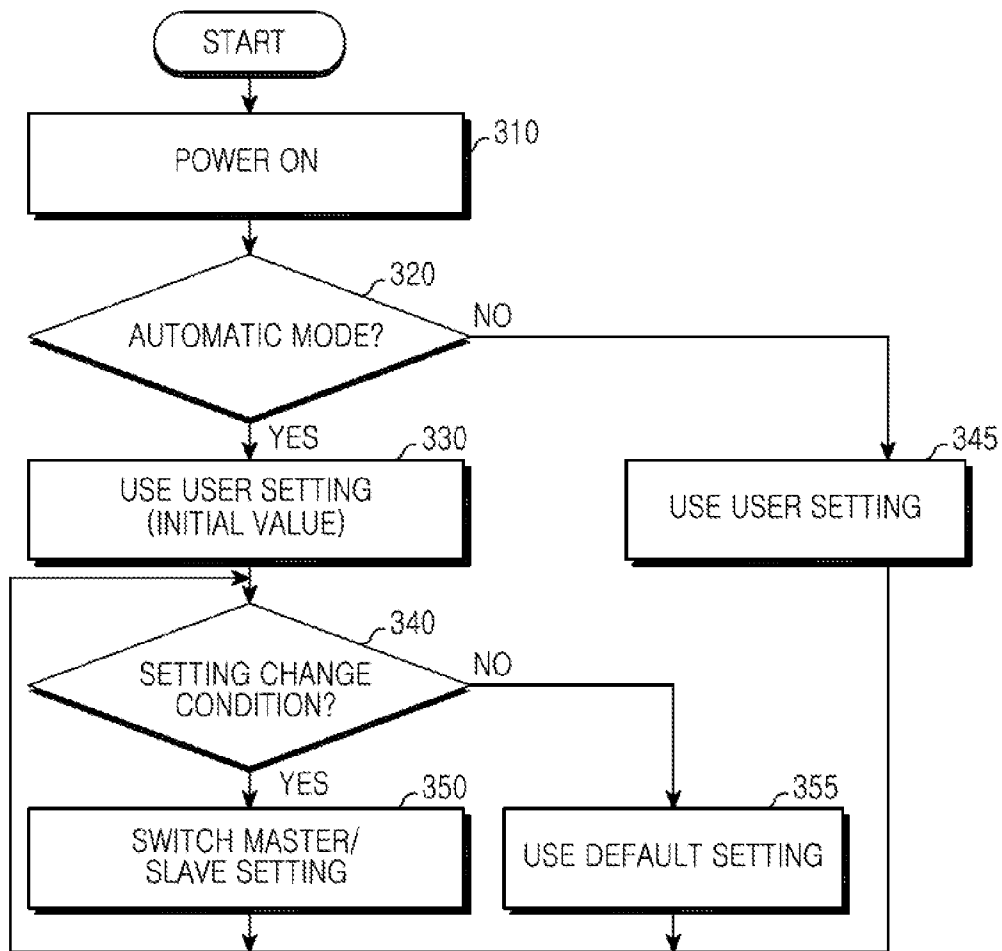 START
POWER ON
310
AUTOMATIC MODE?
320
NO
YES
USE USER SETTING
(INITIAL VALUE)
330
USE USER SETTING
345
SETTING CHANGE
CONDITION?
340
NO
YES
SWITCH MASTER/
SLAVE SETTING
350
USE DEFAULT SETTING
355